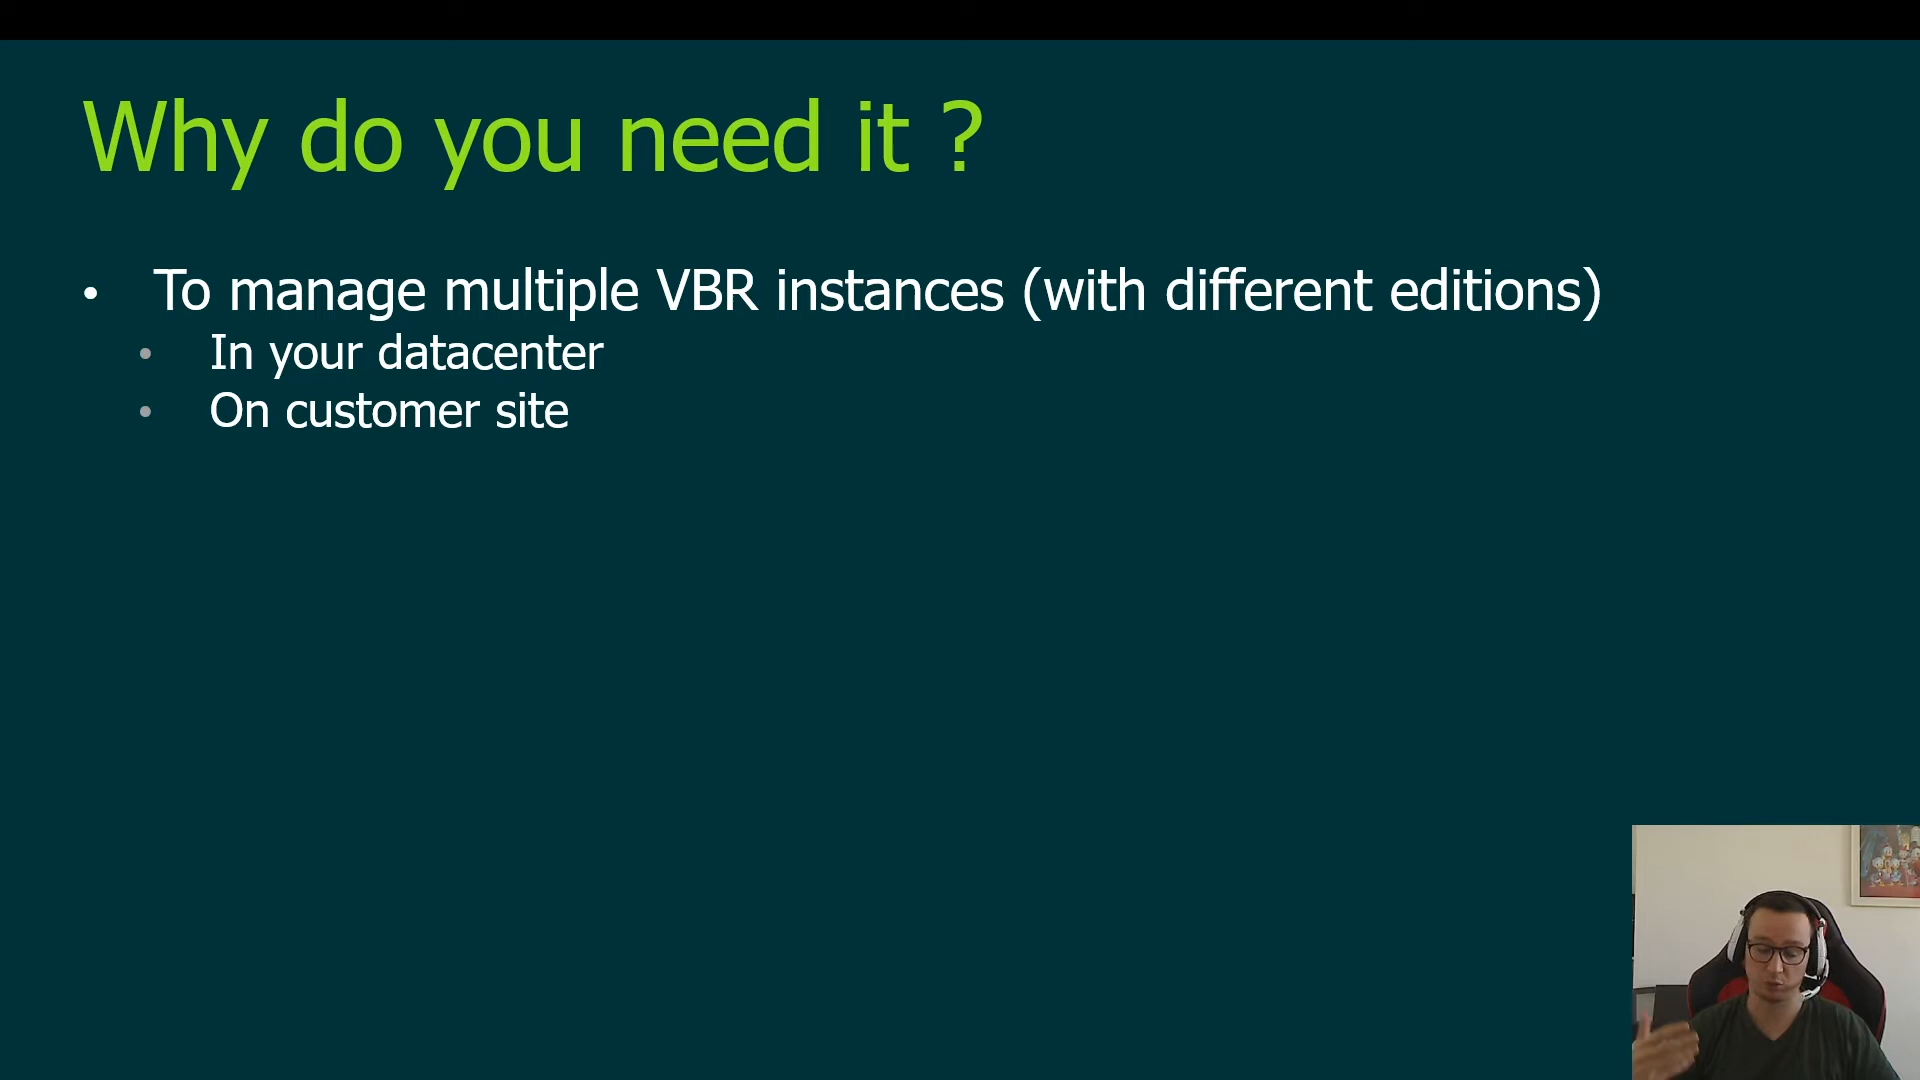 Why do you need it ?
• To manage multiple VBR instances (with different editions)
• In your datacenter
• On customer site